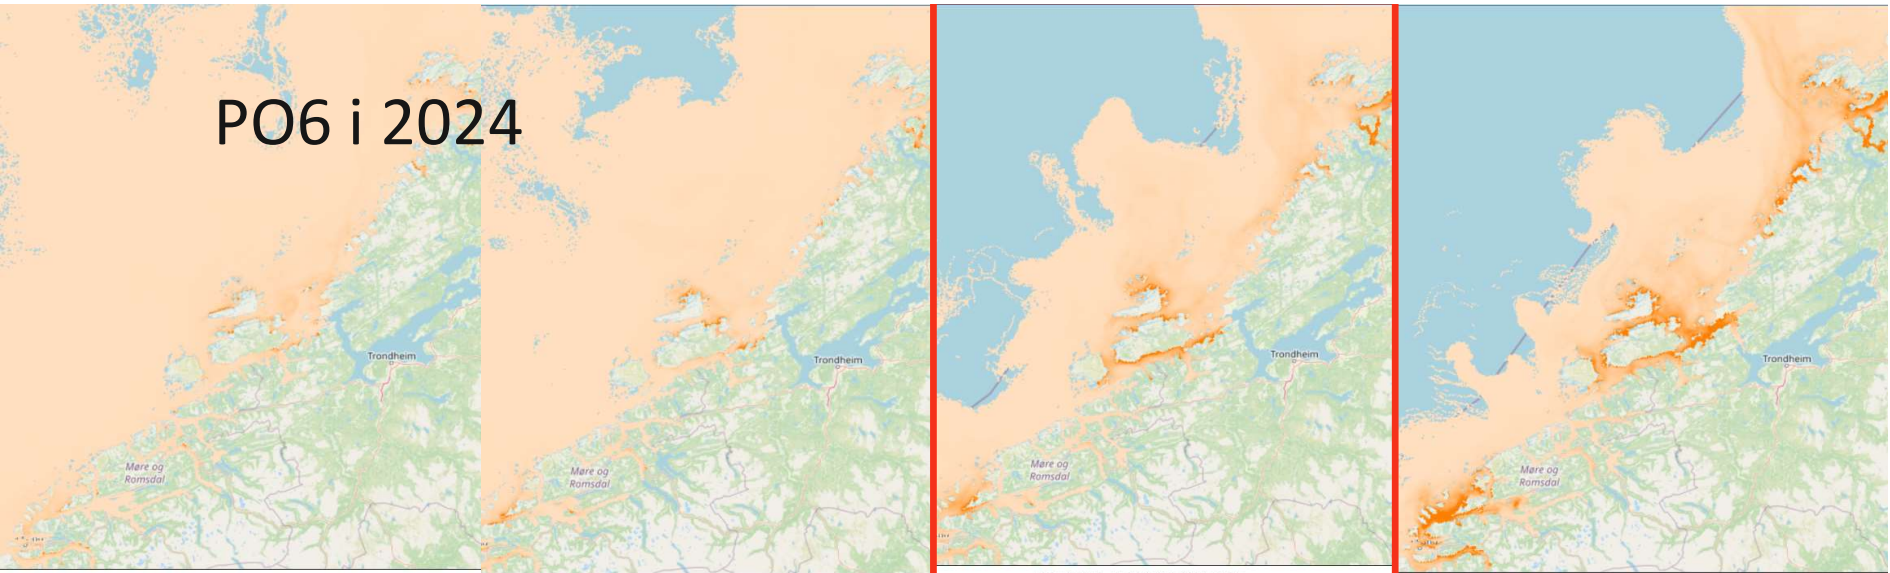 PO6 i 2024
Trondheim
Møre og
Romsdal
Trondheim
Møre og
Romsdal
Trondheim
Møre og
Romsdal
Trondheim
Møre og
Romsdal